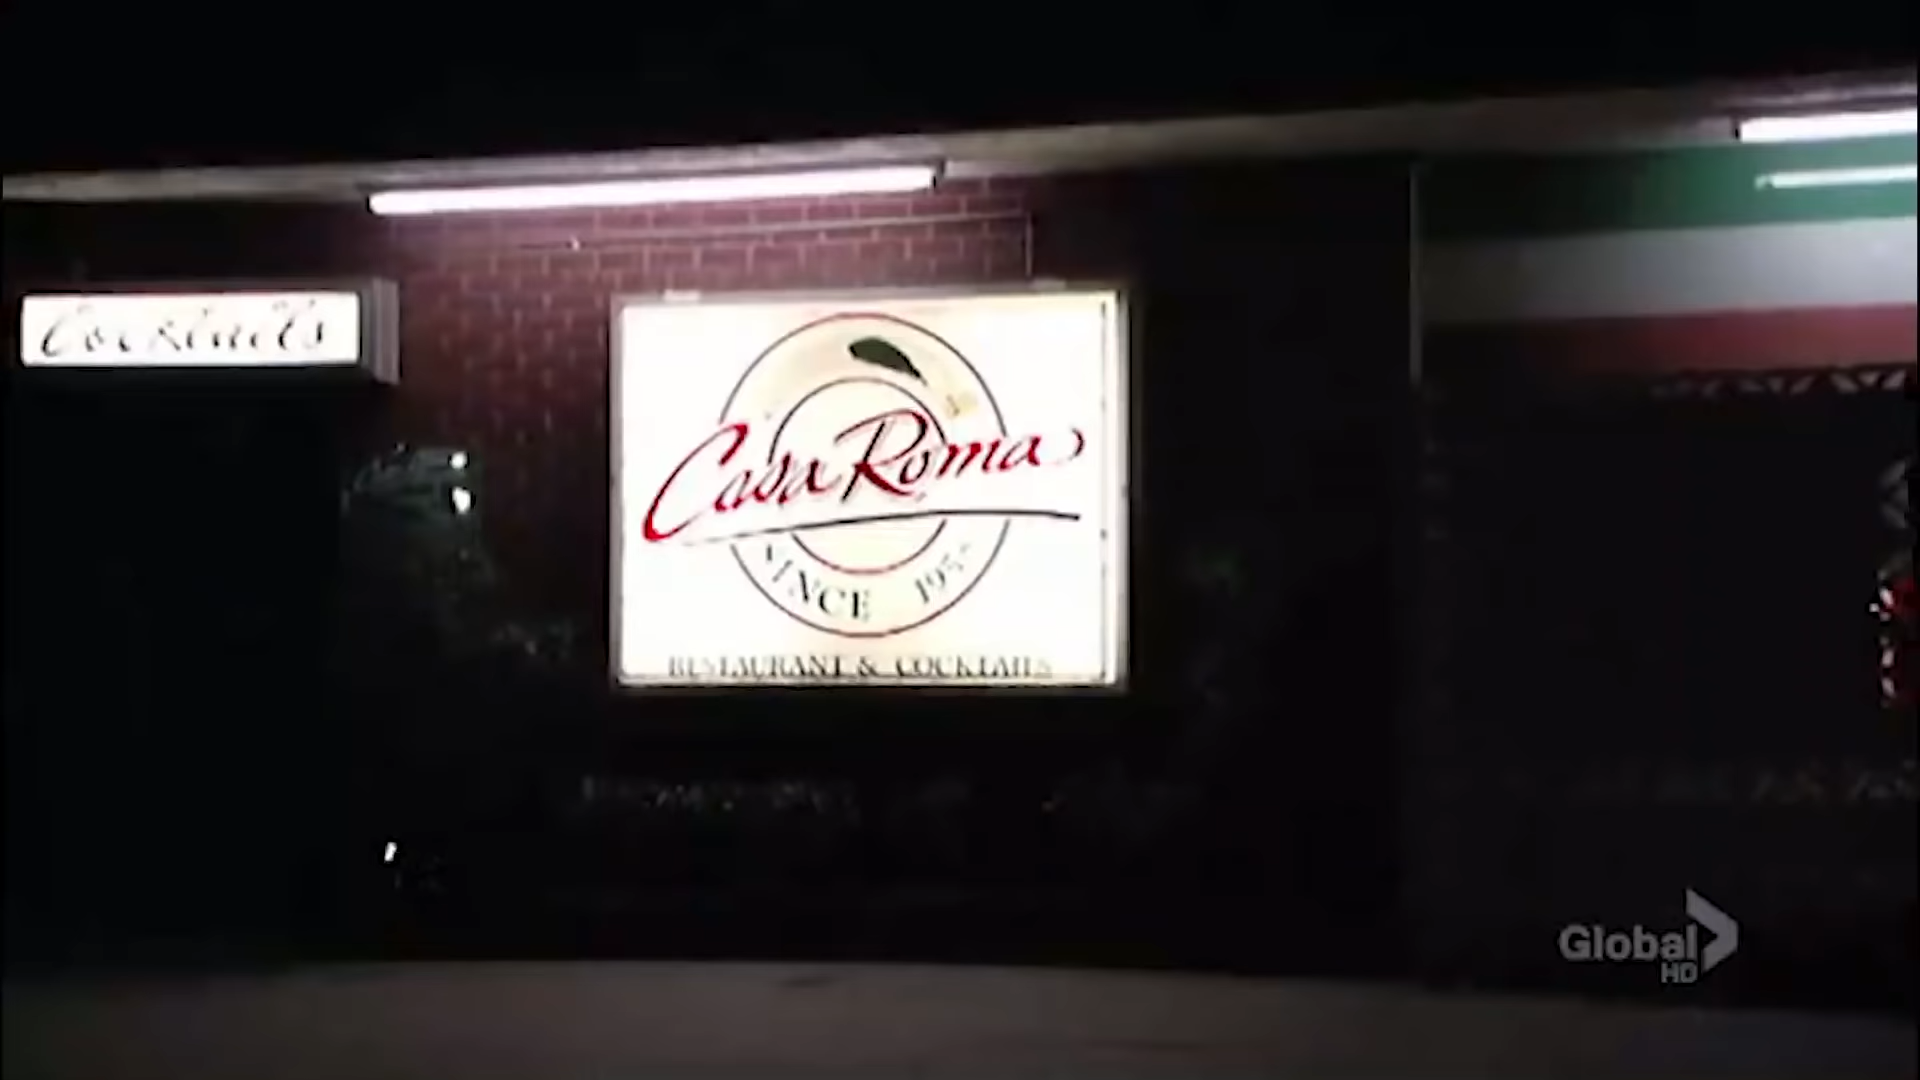 Cocktails
Casa Roma
SINCE
RESTAURANT & COCKTAILS
Global
HD